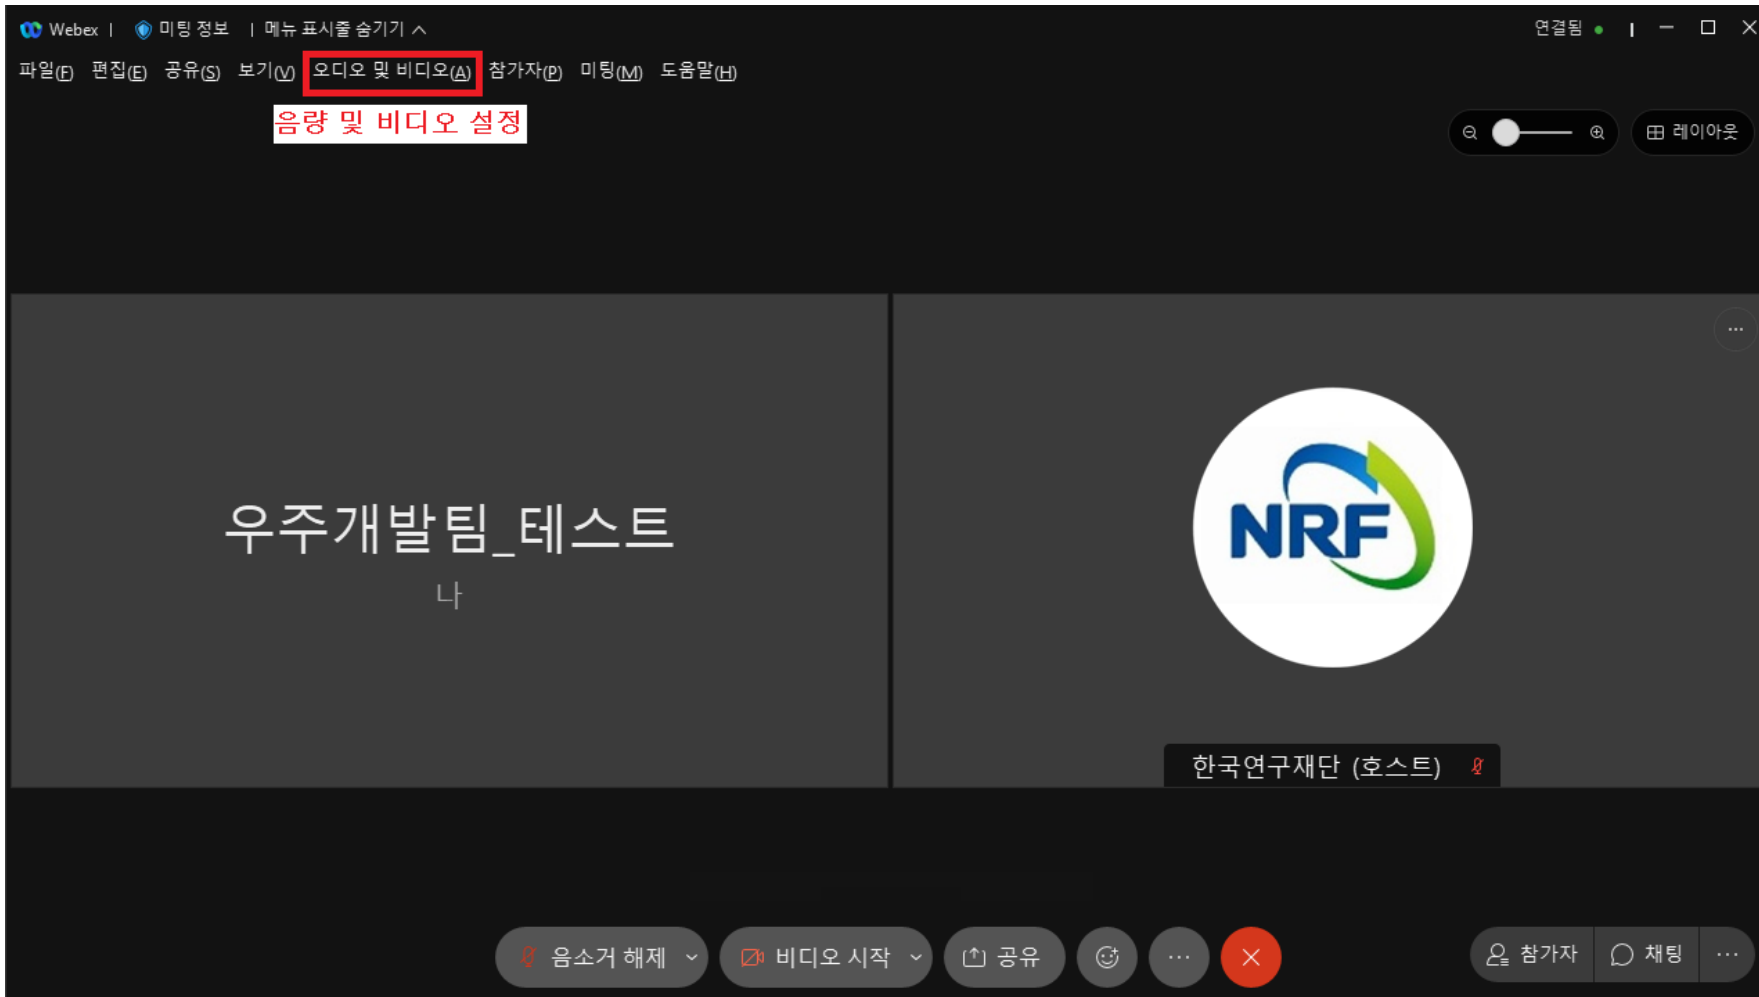 Webex | 미팅 정보 | 메뉴 표시줄 숨기기
연결됨
파일(F) 편집(E) 공유(S) 보기(V) 오디오 및 비디오(A) 참가자(P) 미팅(M) 도움말(H)
음량 및 비디오 설정
레이아웃
우주개발팀_테스트
나
NRF
한국연구재단 (호스트)
음소거 해제 비디오 시작 공유
참가자 채팅